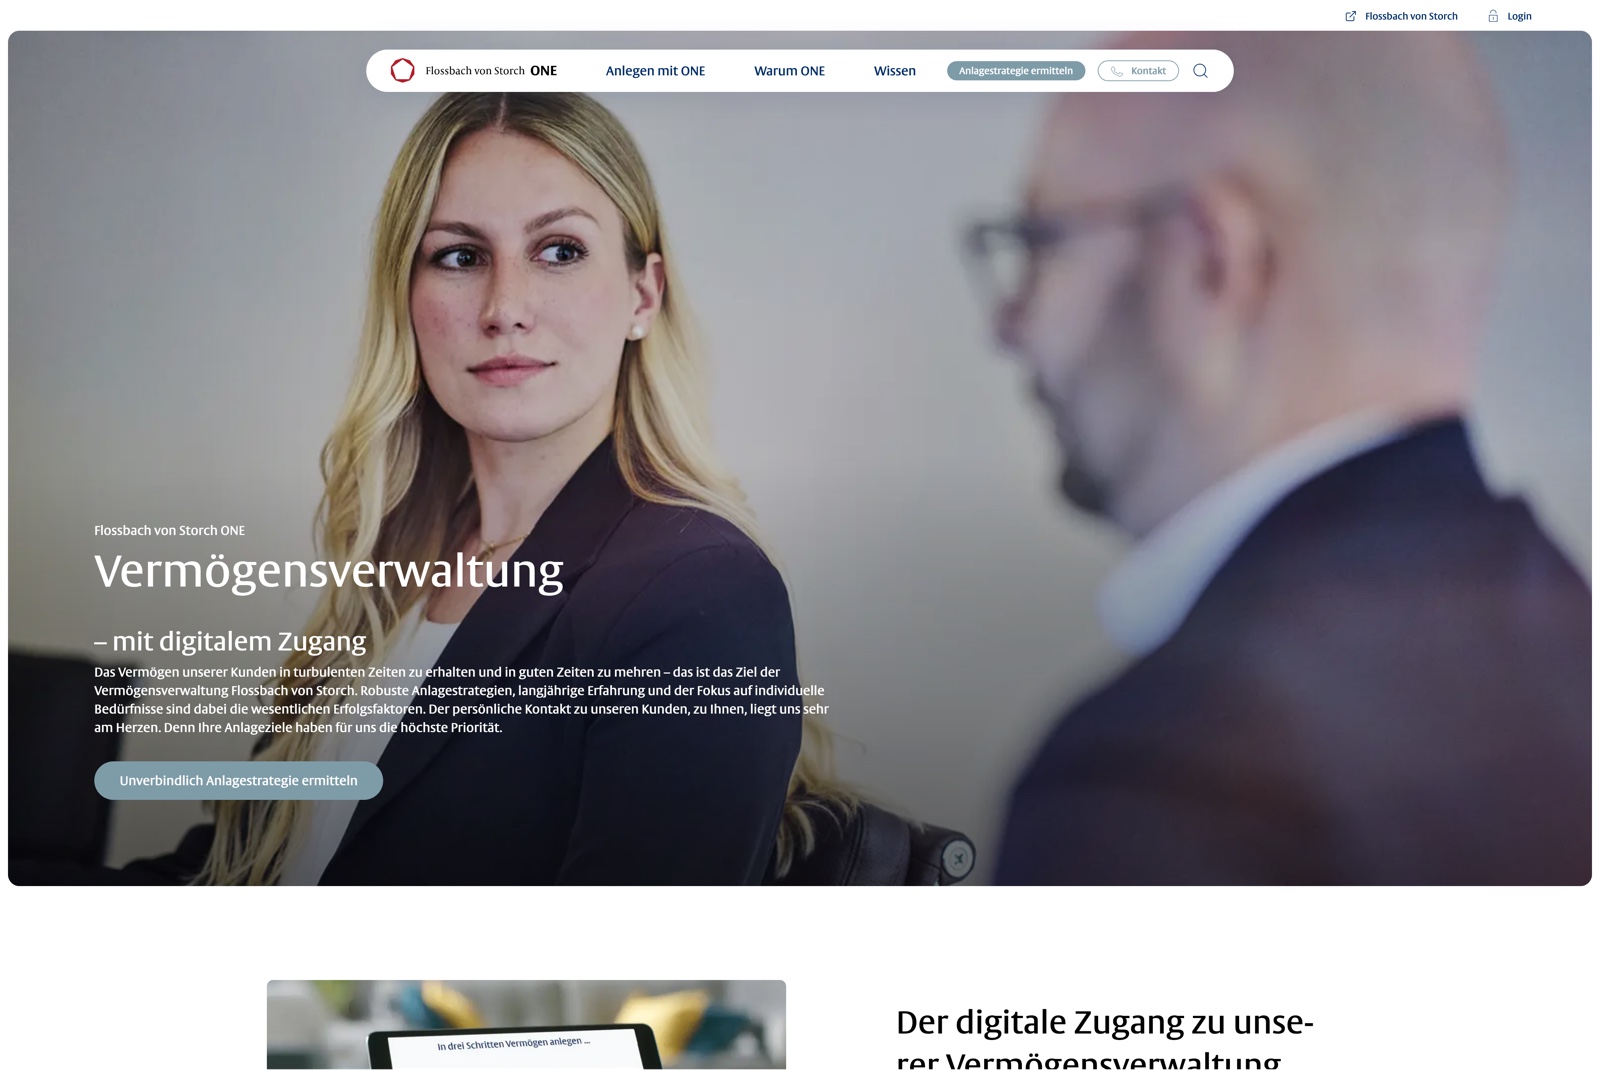 Flossbach von Storch
Login
Flossbach von Storch ONE
Anlegen mit ONE
Warum ONE
Wissen
Anlagestrategie ermitteln
Kontakt
Flossbach von Storch ONE
Vermögensverwaltung
– mit digitalem Zugang
Das Vermögen unserer Kunden in turbulenten Zeiten zu erhalten und in guten Zeiten zu mehren – das ist das Ziel der
Vermögensverwaltung Flossbach von Storch. Robuste Anlagestrategien, langjährige Erfahrung und der Fokus auf individuelle
Bedürfnisse sind dabei die wesentlichen Erfolgsfaktoren. Der persönliche Kontakt zu unseren Kunden, zu Ihnen, liegt uns sehr
am Herzen. Denn Ihre Anlageziele haben für uns die höchste Priorität.
Unverbindlich Anlagestrategie ermitteln
In drei Schritten Vermögen anlegen ...
Der digitale Zugang zu unse-
rer Vermögensverwaltung